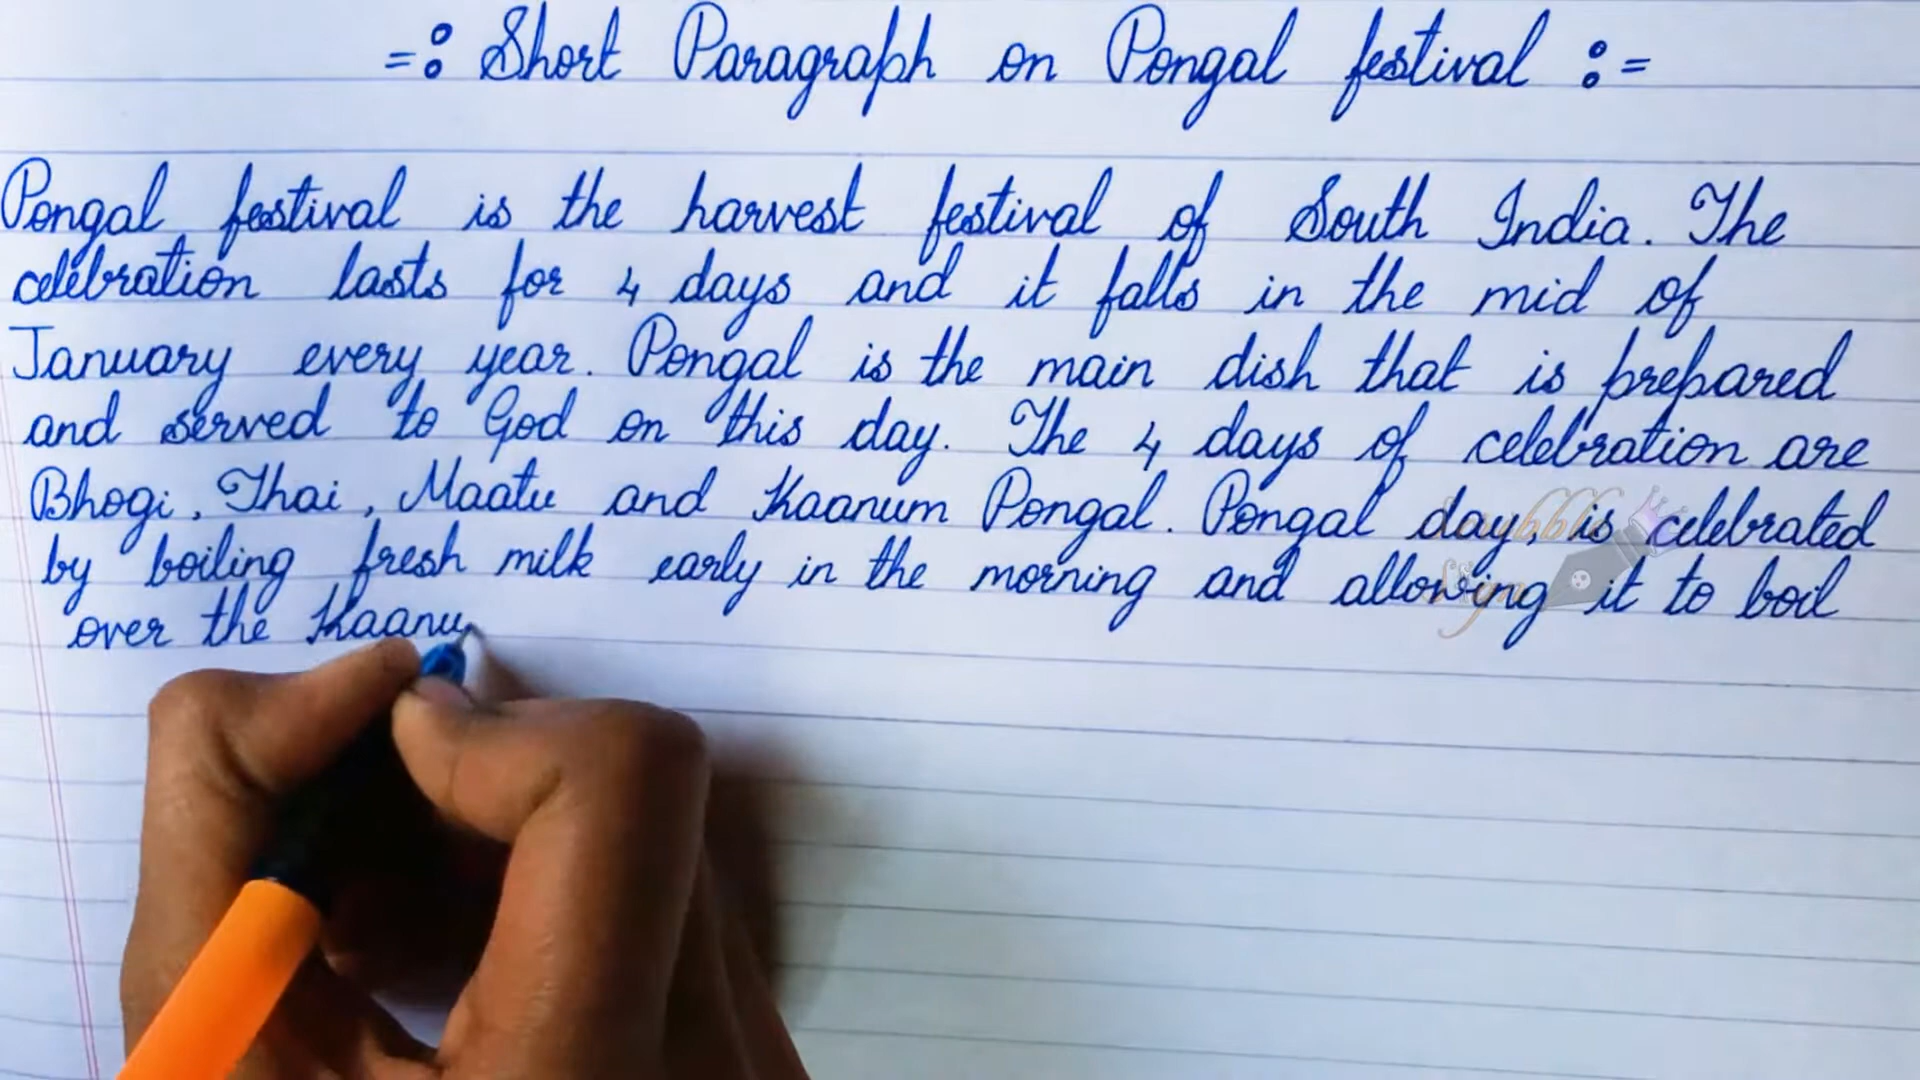 =: Short Paragraph on Pongal festival :=
Pongal festival is the harvest festival of South India. The
celebration lasts for 4 days and it falls in the mid of
January every year. Pongal is the main dish that is prepared
and served to God on this day. The 4 days of celebration are
Bhogi, Thai, Maatu and Kaanum Pongal. Pongal day, is celebrated
by boiling fresh milk early in the morning and allowing it to boil
over the Kaanu